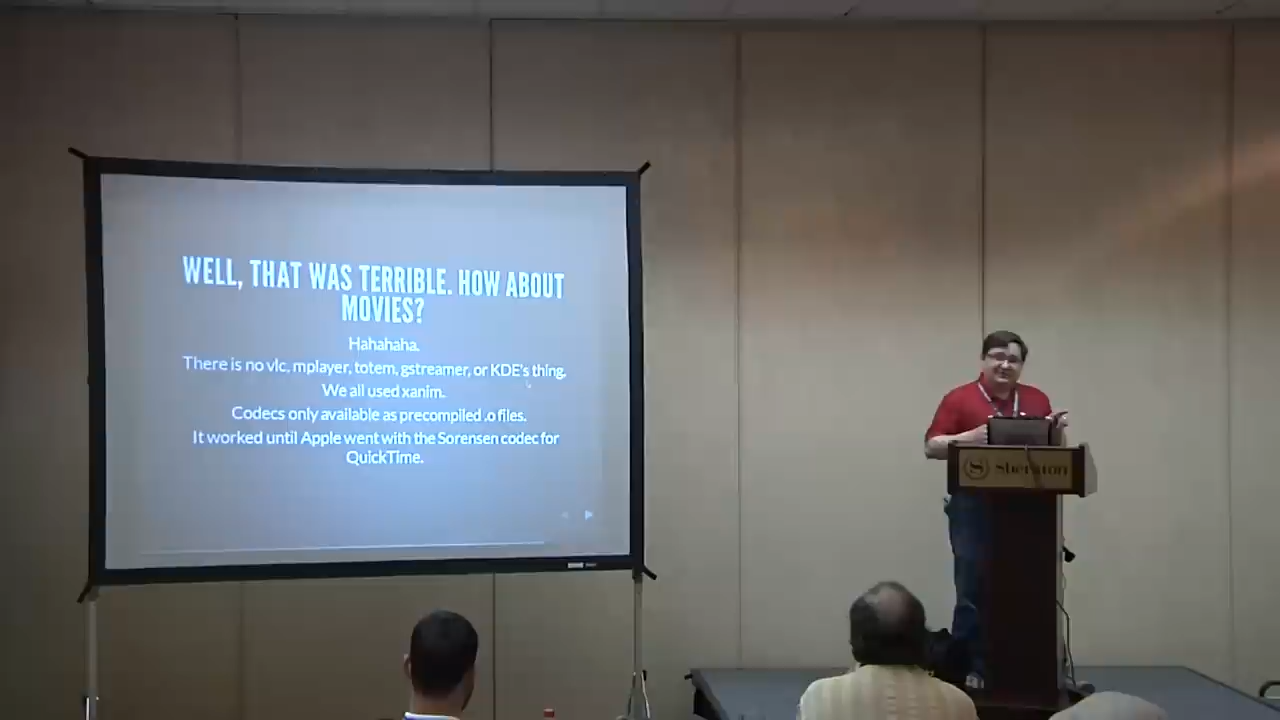 WELL, THAT WAS TERRIBLE. HOW ABOUT
MOVIES?
Hahahaha.
There is no vlc, mplayer, totem, gstreamer, or KDE's thing.
We all used xanim.
Codecs only available as precompiled .o files.
It worked until Apple went with the Sorensen codec for
QuickTime.
S Sheraton